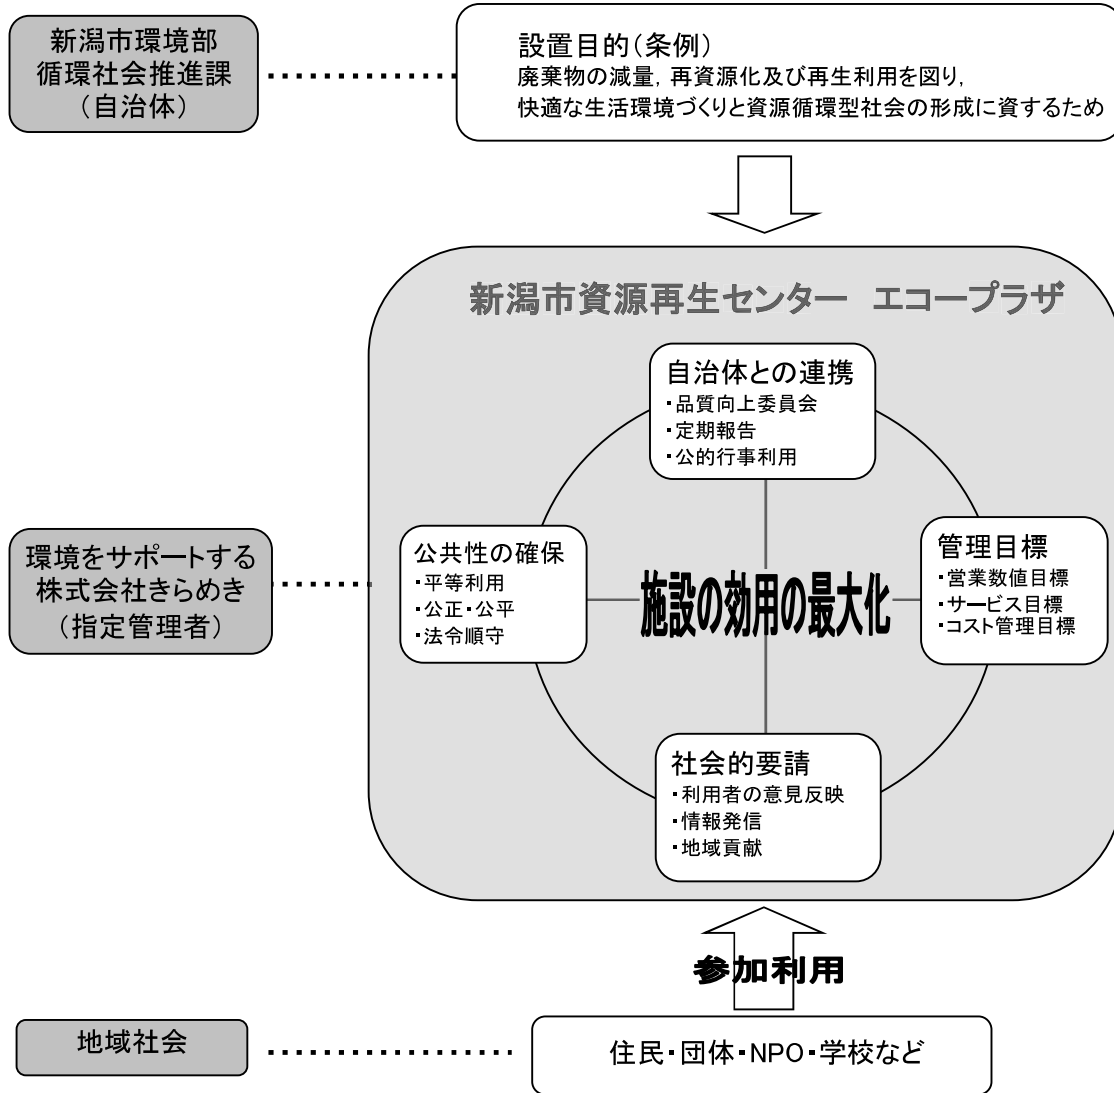 新潟市環境部
循環社会推進課
(自治体)
設置目的(条例)
廃棄物の減量，再資源化及び再生利用を図り，
快適な生活環境づくりと資源循環型社会の形成に資するため
新潟市資源再生センター　エコープラザ
自治体との連携
・品質向上委員会
・定期報告
・公的行事利用
環境をサポートする
株式会社きらめき
(指定管理者)
公共性の確保
・平等利用
・公正・公平
・法令順守
施設の効用の最大化
管理目標
・営業数値目標
・サービス目標
・コスト管理目標
社会的要請
・利用者の意見反映
・情報発信
・地域貢献
参加利用
地域社会
住民・団体・NPO・学校など